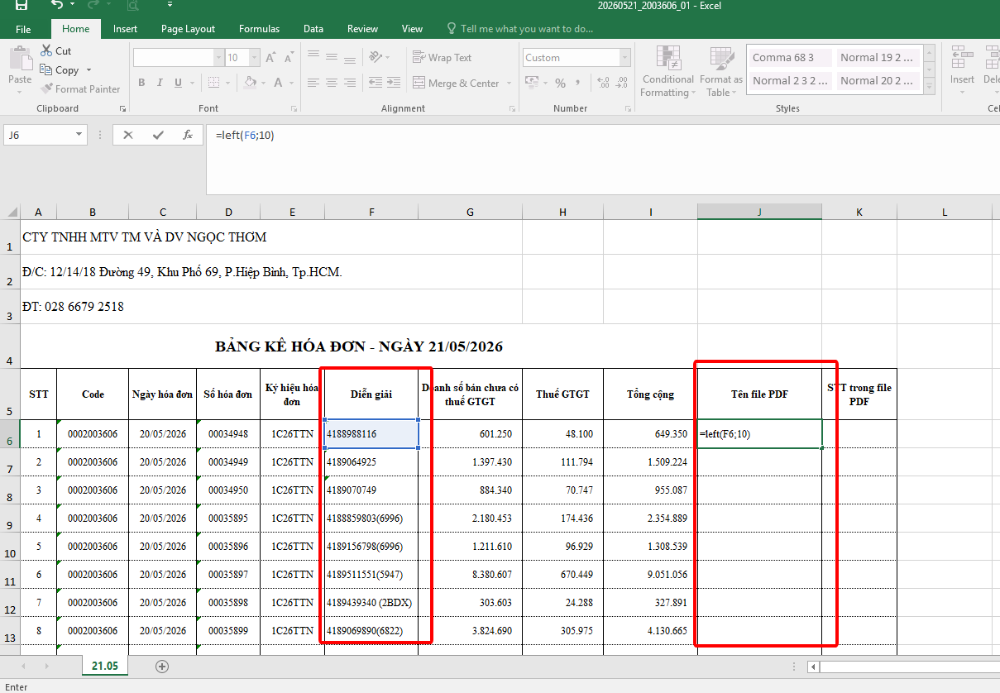 20260521_2003606_01 - Excel
File Home Insert Page Layout Formulas Data Review View Tell me what you want to do...
Paste Cut Copy Format Painter
10 A A B I U A
Wrap Text Merge & Center
Custom % ,
Conditional Formatting Format as Table
Comma 68 3 Normal 19 2 ...
Normal 2 3 2 ... Normal 20 2 ...
Insert Dele
Clipboard Font Alignment Number Styles Cel
J6 fx =left(F6;10)
A B C D E F G H I J K L
1 CTY TNHH MTV TM VÀ DV NGỌC THƠM
2 Đ/C: 12/14/18 Đường 49, Khu Phố 69, P.Hiệp Bình, Tp.HCM.
3 ĐT: 028 6679 2518
4 BẢNG KÊ HÓA ĐƠN - NGÀY 21/05/2026
5 STT Code Ngày hóa đơn Số hóa đơn Ký hiệu hóa đơn Diễn giải Doanh số bán chưa có thuế GTGT Thuế GTGT Tổng cộng Tên file PDF STT trong file PDF
6 1 0002003606 20/05/2026 00034948 1C26TTN 4188988116 601.250 48.100 649.350 =left(F6;10)
7 2 0002003606 20/05/2026 00034949 1C26TTN 4189064925 1.397.430 111.794 1.509.224
8 3 0002003606 20/05/2026 00034950 1C26TTN 4189070749 884.340 70.747 955.087
9 4 0002003606 20/05/2026 00035895 1C26TTN 4188859803(6996) 2.180.453 174.436 2.354.889
10 5 0002003606 20/05/2026 00035896 1C26TTN 4189156798(6996) 1.211.610 96.929 1.308.539
11 6 0002003606 20/05/2026 00035897 1C26TTN 4189511551(5947) 8.380.607 670.449 9.051.056
12 7 0002003606 20/05/2026 00035898 1C26TTN 4189439340 (2BDX) 303.603 24.288 327.891
13 8 0002003606 20/05/2026 00035899 1C26TTN 4189069890(6822) 3.824.690 305.975 4.130.665
21.05
Enter